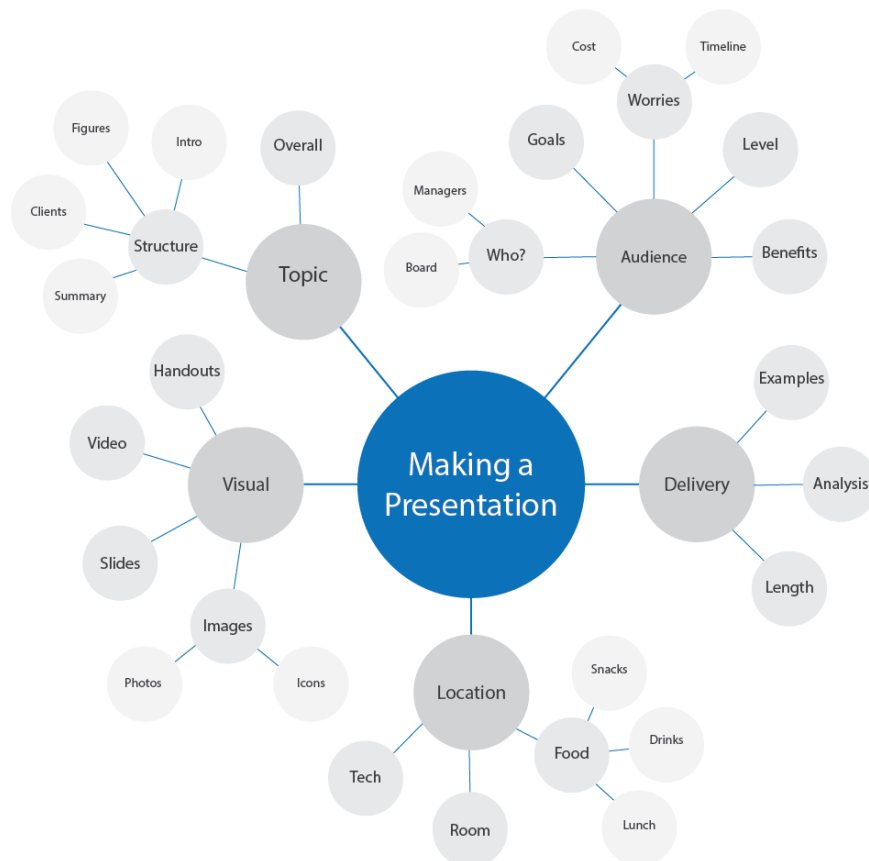 Cost
Timeline
Worries
Figures
Intro
Overall
Goals
Level
Managers
Clients
Structure
Who?
Audience
Benefits
Board
Topic
Summary
Handouts
Examples
Video
Making a
Presentation
Visual
Delivery
Analysis
Slides
Length
Images
Photos
Icons
Location
Snacks
Drinks
Food
Tech
Room
Lunch